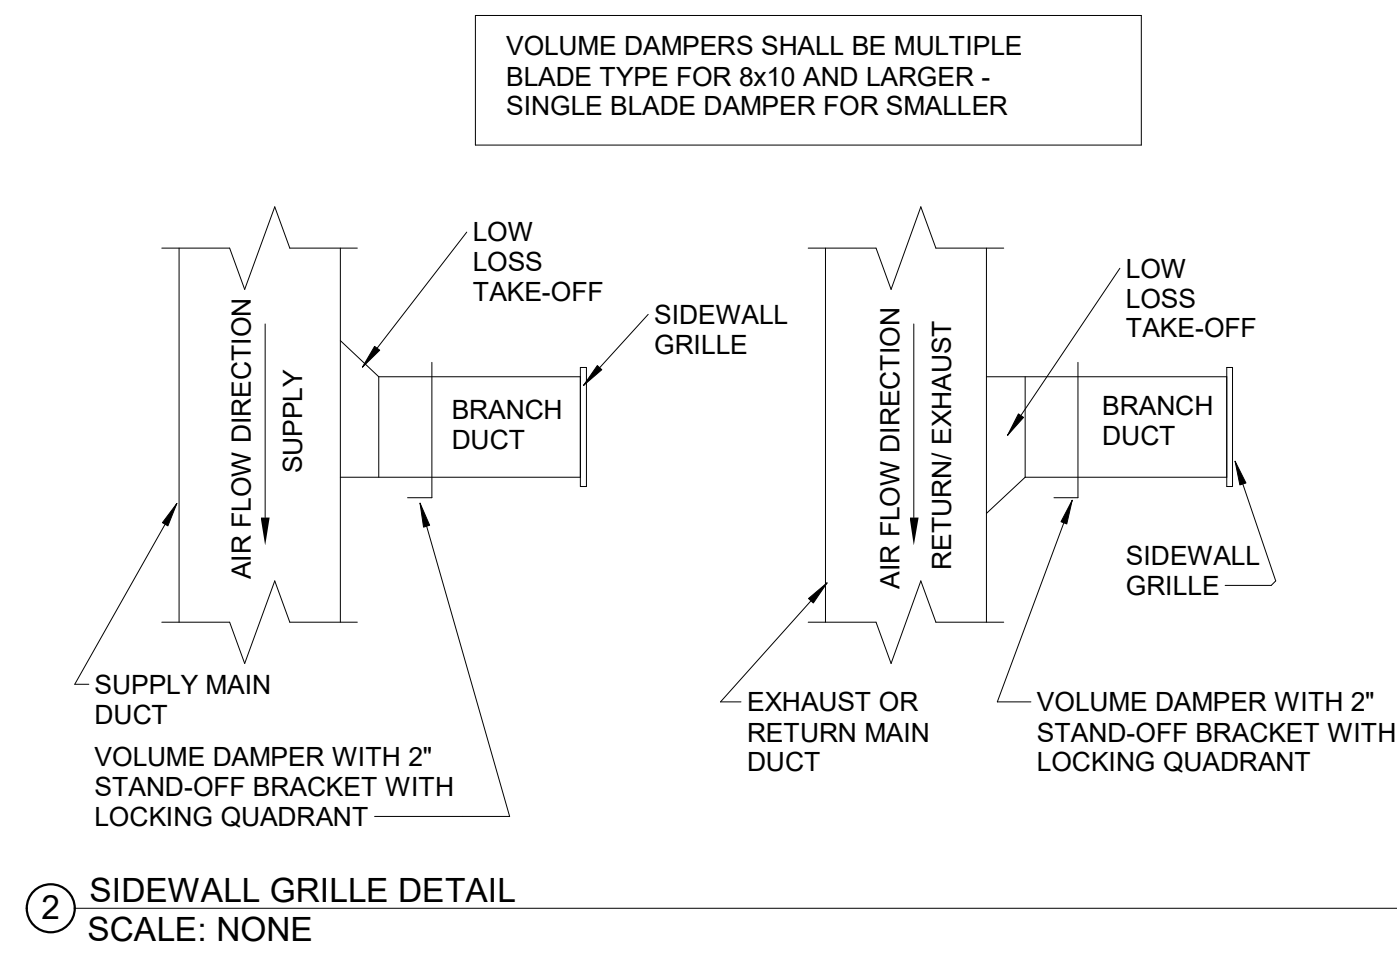 VOLUME DAMPERS SHALL BE MULTIPLE
BLADE TYPE FOR 8x10 AND LARGER -
SINGLE BLADE DAMPER FOR SMALLER
LOW
LOSS
TAKE-OFF
SIDEWALL
GRILLE
AIR FLOW DIRECTION
SUPPLY
BRANCH
DUCT
SUPPLY MAIN
DUCT
VOLUME DAMPER WITH 2"
STAND-OFF BRACKET WITH
LOCKING QUADRANT
LOW
LOSS
TAKE-OFF
AIR FLOW DIRECTION
RETURN/ EXHAUST
BRANCH
DUCT
SIDEWALL
GRILLE
EXHAUST OR
RETURN MAIN
DUCT
VOLUME DAMPER WITH 2"
STAND-OFF BRACKET WITH
LOCKING QUADRANT
2
SIDEWALL GRILLE DETAIL
SCALE: NONE